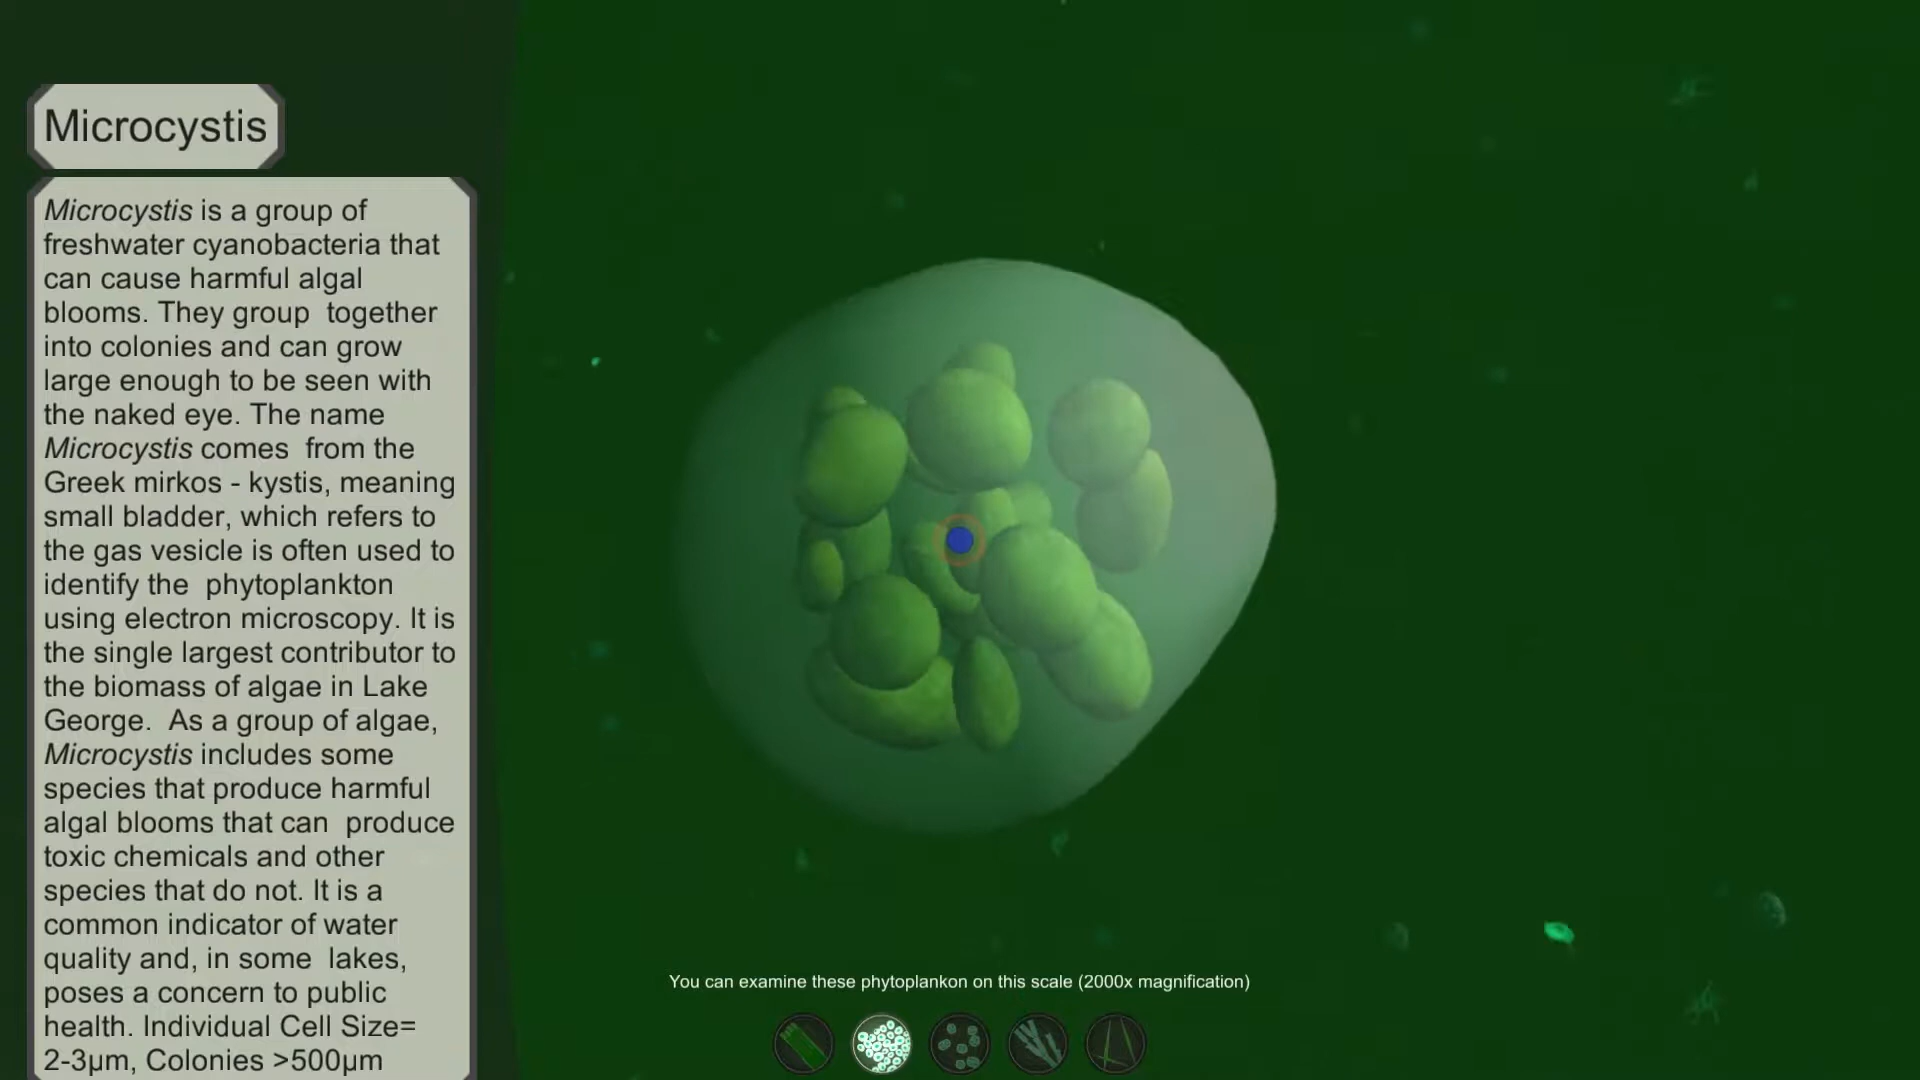 Microcystis
Microcystis is a group of
freshwater cyanobacteria that
can cause harmful algal
blooms. They group  together
into colonies and can grow
large enough to be seen with
the naked eye. The name
Microcystis comes  from the
Greek mirkos - kystis, meaning
small bladder, which refers to
the gas vesicle is often used to
identify the  phytoplankton
using electron microscopy. It is
the single largest contributor to
the biomass of algae in Lake
George.  As a group of algae,
Microcystis includes some
species that produce harmful
algal blooms that can  produce
toxic chemicals and other
species that do not. It is a
common indicator of water
quality and, in some  lakes,
poses a concern to public
health. Individual Cell Size=
2-3μm, Colonies >500μm
You can examine these phytoplankon on this scale (2000x magnification)